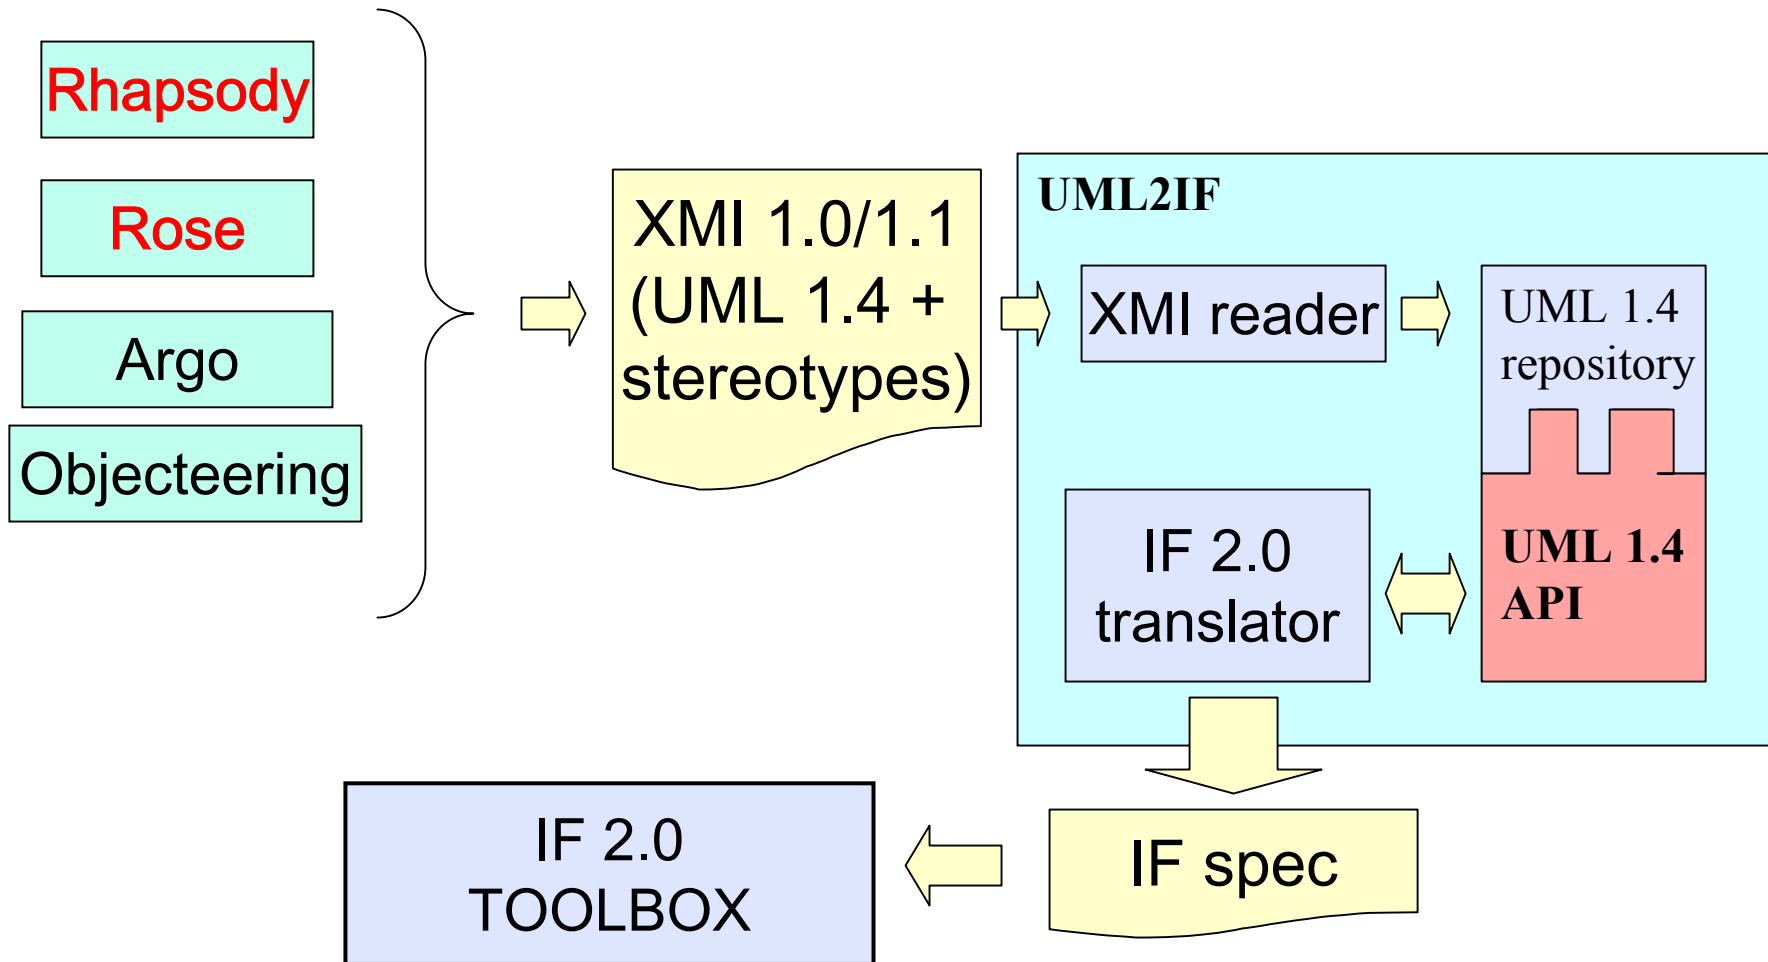 Rhapsody
Rose
Argo
Objecteering
XMI 1.0/1.1
(UML 1.4 +
stereotypes)
UML2IF
XMI reader
UML 1.4
repository
IF 2.0
translator
UML 1.4
API
IF 2.0
TOOLBOX
IF spec